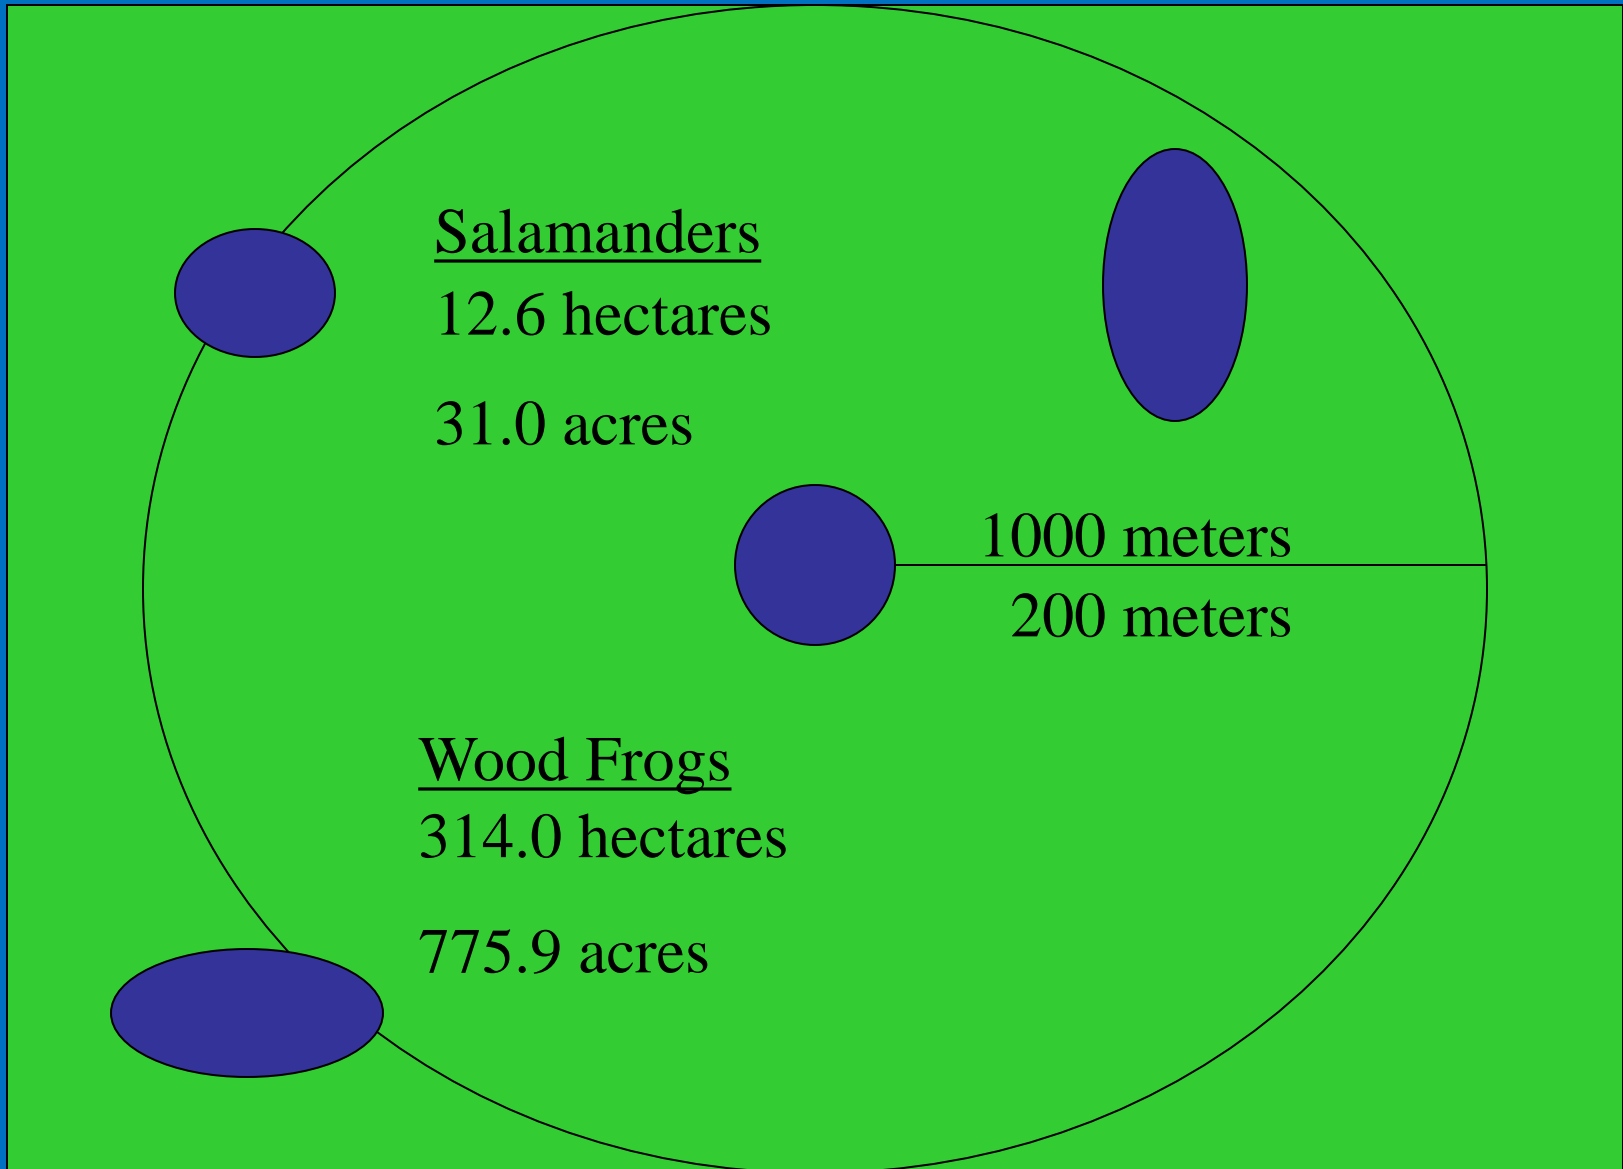 Salamanders
12.6 hectares
31.0 acres
1000 meters
200 meters
Wood Frogs
314.0 hectares
775.9 acres